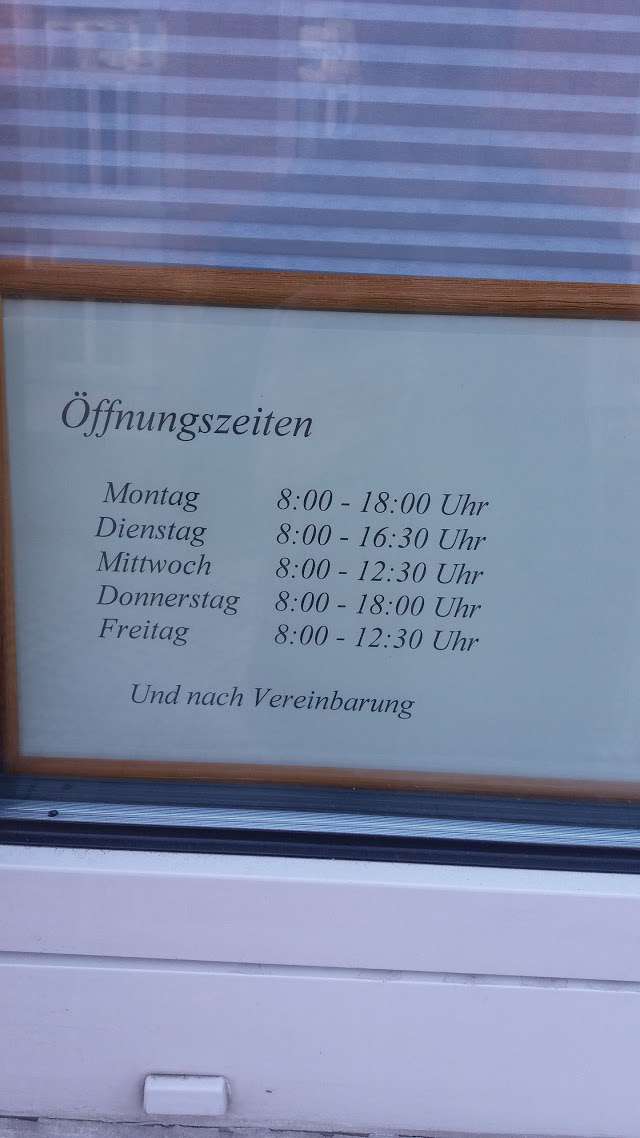 Öffnungszeiten
Montag 8:00 - 18:00 Uhr
Dienstag 8:00 - 16:30 Uhr
Mittwoch 8:00 - 12:30 Uhr
Donnerstag 8:00 - 18:00 Uhr
Freitag 8:00 - 12:30 Uhr
Und nach Vereinbarung